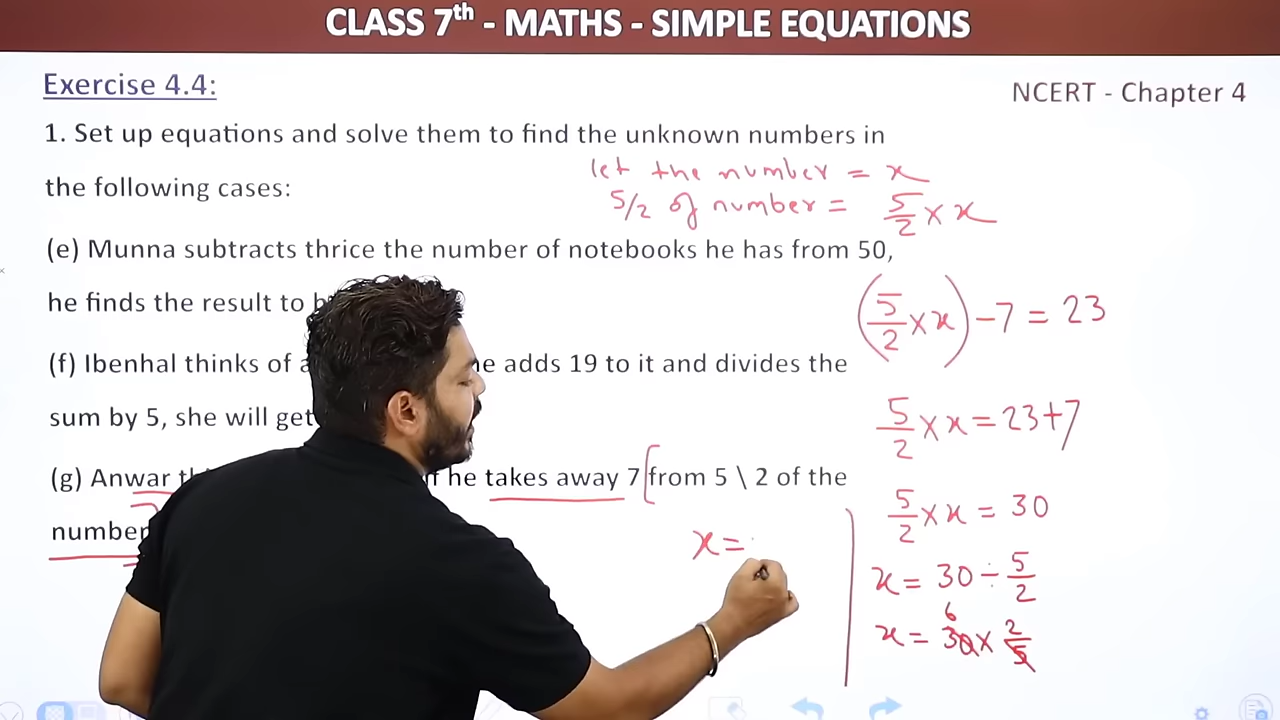 CLASS 7th - MATHS - SIMPLE EQUATIONS
Exercise 4.4:
NCERT - Chapter 4
1. Set up equations and solve them to find the unknown numbers in
the following cases:
let the number = x
5/2 of number = 5/2 × x
(e) Munna subtracts thrice the number of notebooks he has from 50,
he finds the result to
(f) Ibenhal thinks of adds 19 to it and divides the
sum by 5, she will get
(g) Anwar he takes away 7 [from 5 \ 2 of the
number
(5/2 × x) - 7 = 23
5/2 × x = 23+7
5/2 × x = 30
x = 30 ÷ 5/2
6
x = 30 × 2/5
x =